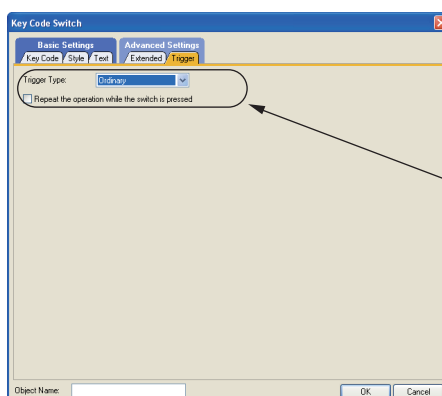 Key Code Switch
Basic Settings Advanced Settings
Key Code Style Text Extended Trigger
Trigger Type: Ordinary
Repeat the operation while the switch is pressed
Object Name: OK Cancel